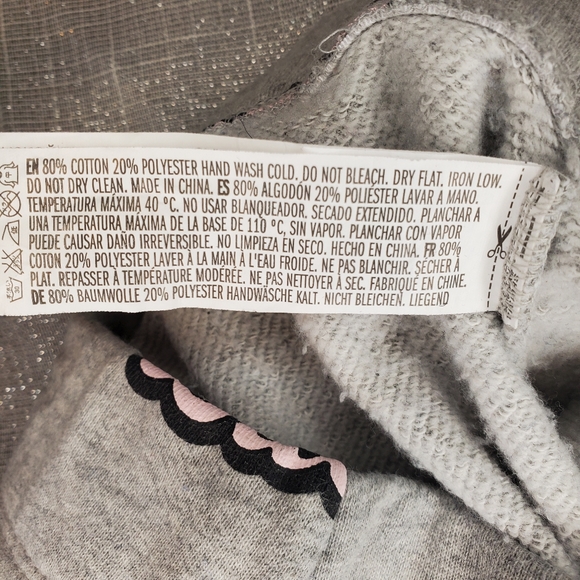 EN 80% COTTON 20% POLYESTER HAND WASH COLD. DO NOT BLEACH. DRY FLAT. IRON LOW.
DO NOT DRY CLEAN. MADE IN CHINA. ES 80% ALGODÓN 20% POLIÉSTER LAVAR A MANO.
TEMPERATURA MÁXIMA 40 ºC. NO USAR BLANQUEADOR. SECADO EXTENDIDO. PLANCHAR A
UNA TEMPERATURA MÁXIMA DE LA BASE DE 110 ºC, SIN VAPOR. PLANCHAR CON VAPOR
PUEDE CAUSAR DAÑO IRREVERSIBLE. NO LIMPIEZA EN SECO. HECHO EN CHINA. FR 80%
COTON 20% POLYESTER LAVER À LA MAIN À L'EAU FROIDE. NE PAS BLANCHIR. SÉCHER À
PLAT. REPASSER À TEMPÉRATURE MODÉRÉE. NE PAS NETTOYER À SEC. FABRIQUÉ EN CHINE.
DE 80% BAUMWOLLE 20% POLYESTER HANDWÄSCHE KALT. NICHT BLEICHEN. LIEGEND